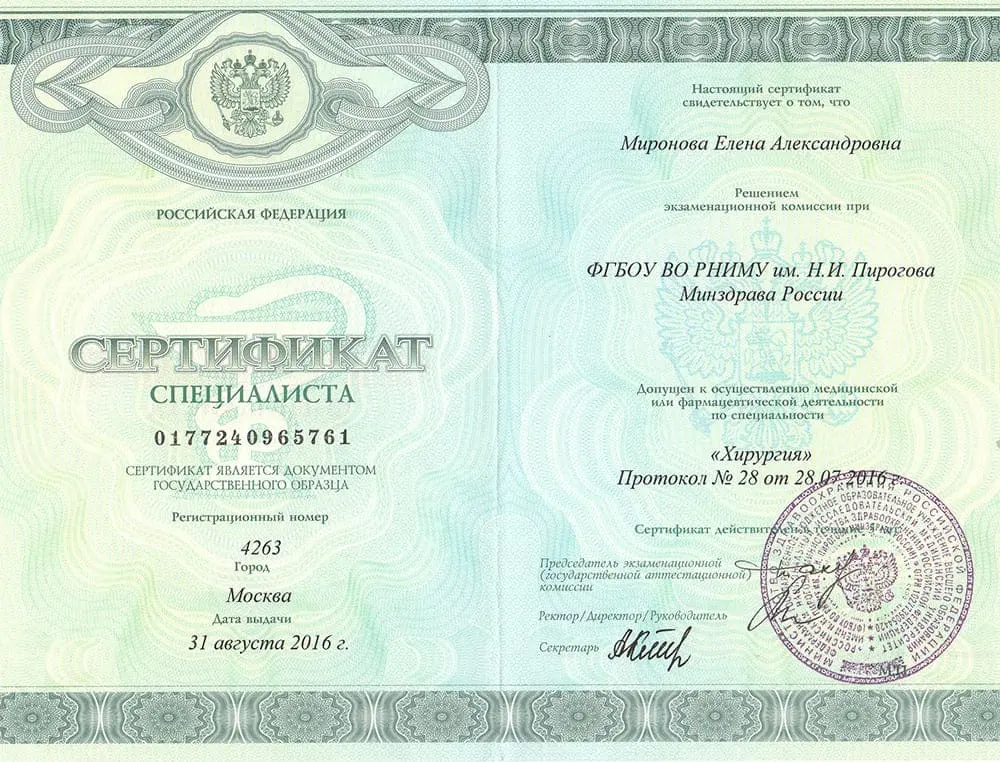 РОССИЙСКАЯ ФЕДЕРАЦИЯ
СЕРТИФИКАТ
СПЕЦИАЛИСТА
0177240965761
СЕРТИФИКАТ ЯВЛЯЕТСЯ ДОКУМЕНТОМ
ГОСУДАРСТВЕННОГО ОБРАЗЦА
Регистрационный номер
4263
Город
Москва
Дата выдачи
31 августа 2016 г.
Настоящий сертификат
свидетельствует о том, что
Миронова Елена Александровна
Решением
экзаменационной комиссии при
ФГБОУ ВО РНИМУ им. Н.И. Пирогова
Минздрава России
Допущен к осуществлению медицинской
или фармацевтической деятельности
по специальности
«Хирургия»
Протокол № 28 от 28.07.2016 г.
Сертификат действителен в течение 5 лет.
Председатель экзаменационной
(государственной аттестационной)
комиссии
Ректор/Директор/Руководитель
Секретарь
М.П.